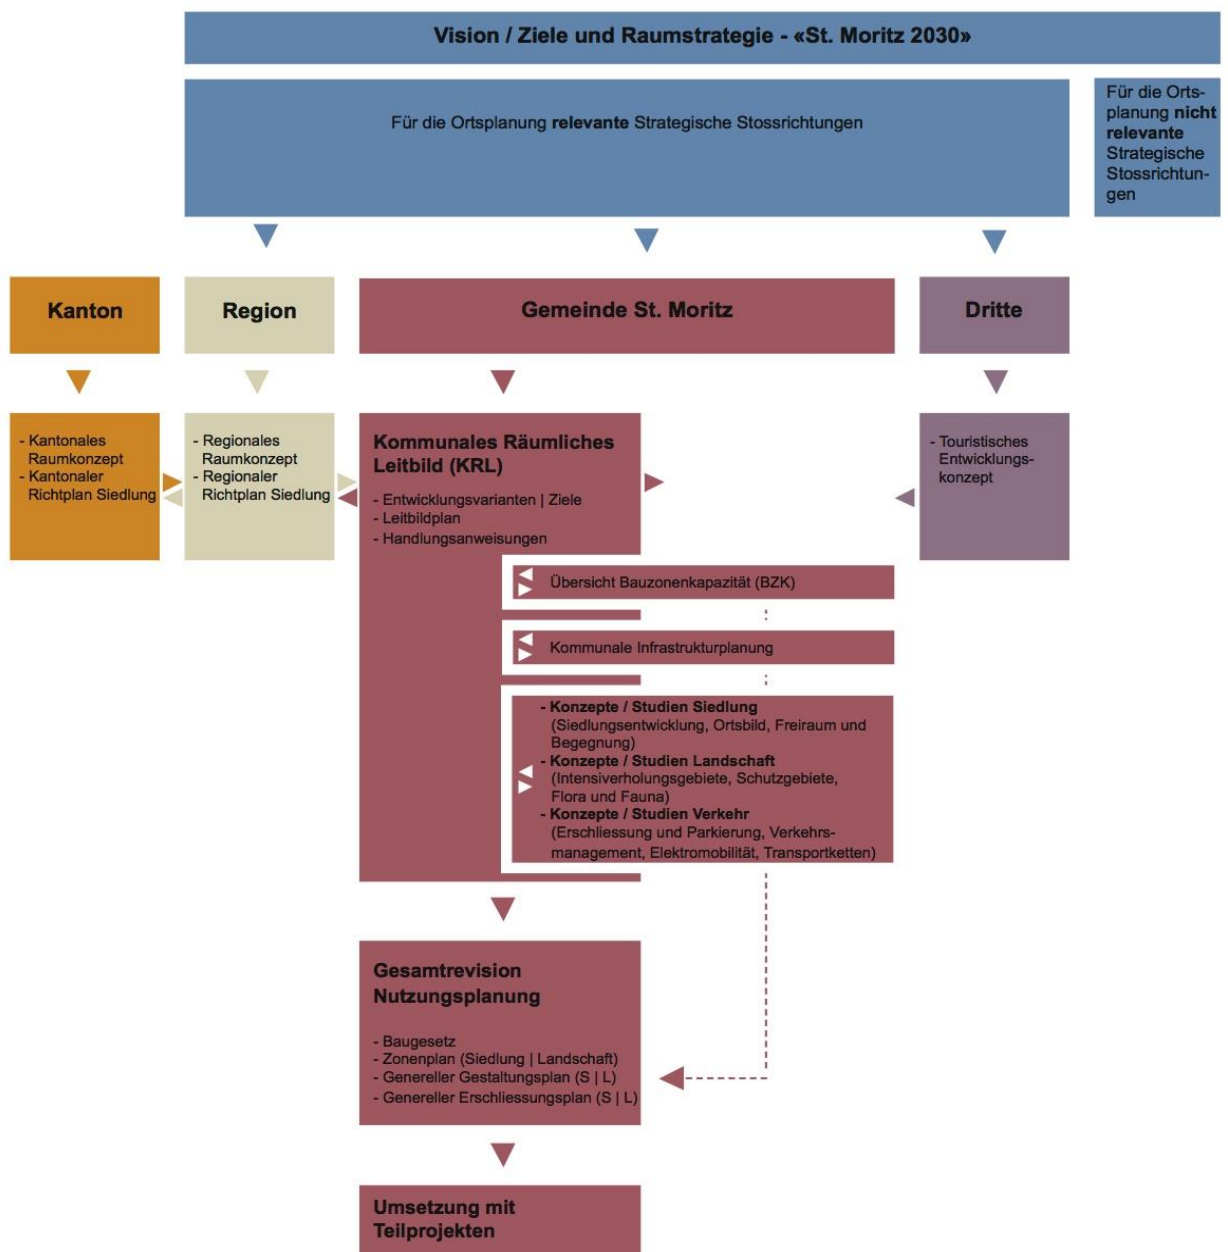 Vision / Ziele und Raumstrategie - «St. Moritz 2030»
Für die Ortsplanung relevante Strategische Stossrichtungen
Für die Orts-
planung nicht
relevante
Strategische
Stossrichtun-
gen
Kanton
Region
Gemeinde St. Moritz
Dritte
- Kantonales
Raumkonzept
- Kantonaler
Richtplan Siedlung
- Regionales
Raumkonzept
- Regionaler
Richtplan Siedlung
Kommunales Räumliches
Leitbild (KRL)
- Entwicklungsvarianten | Ziele
- Leitbildplan
- Handlungsanweisungen
- Touristisches
Entwicklungs-
konzept
Übersicht Bauzonenkapazität (BZK)
Kommunale Infrastrukturplanung
- Konzepte / Studien Siedlung
(Siedlungsentwicklung, Ortsbild, Freiraum und
Begegnung)
- Konzepte / Studien Landschaft
(Intensiverholungsgebiete, Schutzgebiete,
Flora und Fauna)
- Konzepte / Studien Verkehr
(Erschliessung und Parkierung, Verkehrs-
management, Elektromobilität, Transportketten)
Gesamtrevision
Nutzungsplanung
- Baugesetz
- Zonenplan (Siedlung | Landschaft)
- Genereller Gestaltungsplan (S | L)
- Genereller Erschliessungsplan (S | L)
Umsetzung mit
Teilprojekten